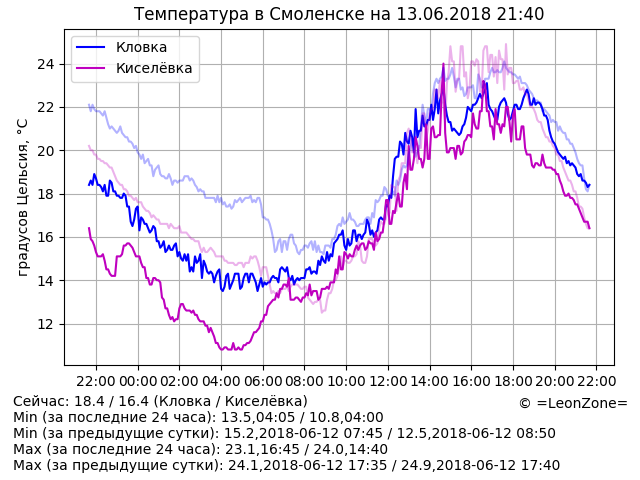 Температура в Смоленске на 13.06.2018 21:40
Кловка
Киселёвка
градусов Цельсия, °C
24
22
20
18
16
14
12
22:00 00:00 02:00 04:00 06:00 08:00 10:00 12:00 14:00 16:00 18:00 20:00 22:00
Сейчас: 18.4 / 16.4 (Кловка / Киселёвка)
© =LeonZone=
Min (за последние 24 часа): 13.5,04:05 / 10.8,04:00
Min (за предыдущие сутки): 15.2,2018-06-12 07:45 / 12.5,2018-06-12 08:50
Max (за последние 24 часа): 23.1,16:45 / 24.0,14:40
Max (за предыдущие сутки): 24.1,2018-06-12 17:35 / 24.9,2018-06-12 17:40